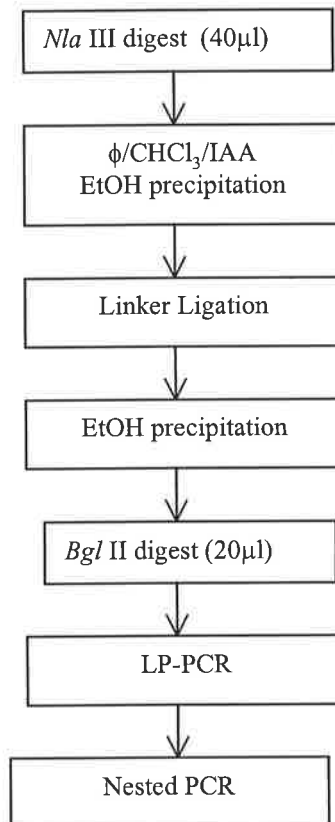 Nla III digest (40μl)
ϕ/CHCl₃/IAA
EtOH precipitation
Linker Ligation
EtOH precipitation
Bgl II digest (20μl)
LP-PCR
Nested PCR